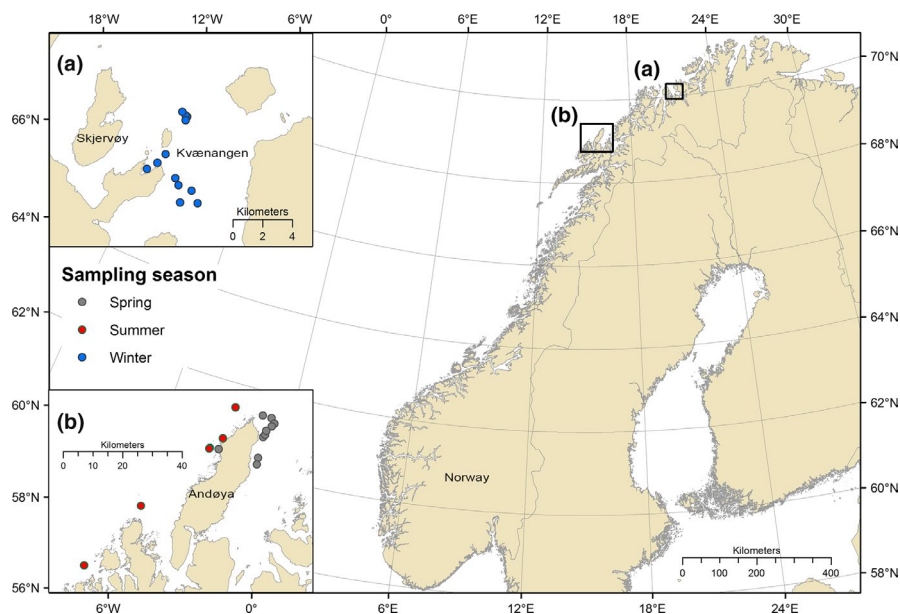 18°W 12°W 6°W 0°E 6°E 12°E 18°E 24°E 30°E
(a)
Skjervøy
Kvænangen
Kilometers
0 2 4
Sampling season
Spring
Summer
Winter
(b)
Kilometers
0 10 20 40
Andøya
(a)
(b)
Norway
Kilometers
0 100 200 400
66°N
64°N
62°N
60°N
58°N
56°N
70°N
68°N
66°N
64°N
62°N
60°N
58°N
6°W 0° 6°E 12°E 18°E 24°E